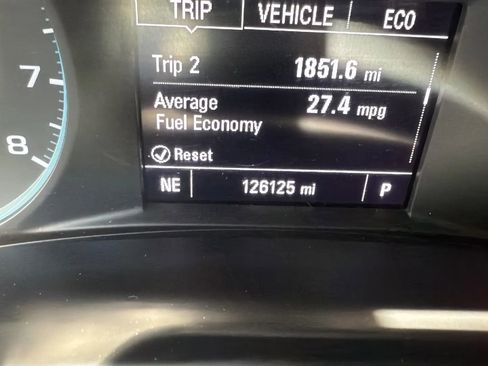 TRIP VEHICLE ECO
Trip 2 1851.6 mi
Average 27.4 mpg
Fuel Economy
Reset
NE 126125 mi P
7
8